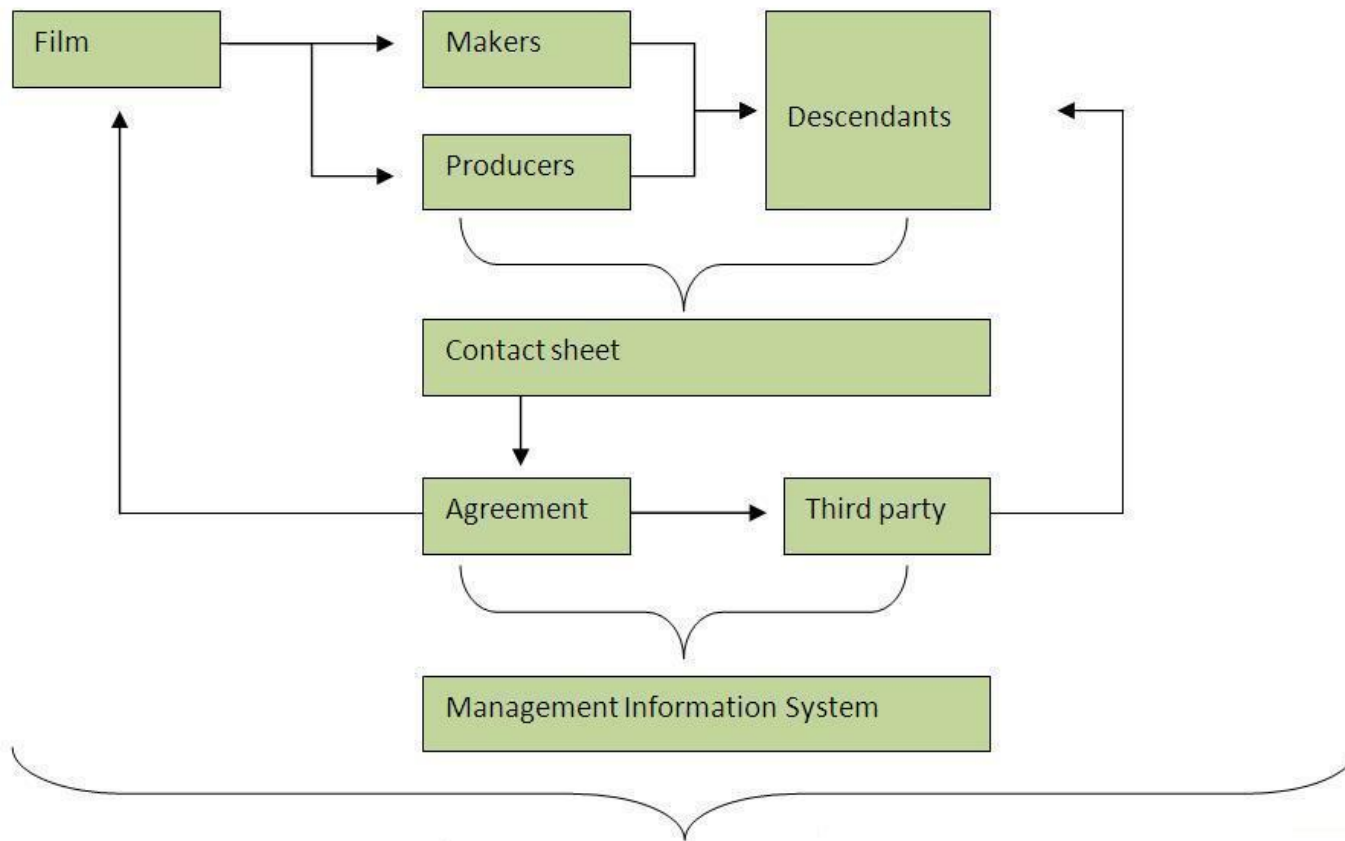 Film
Makers
Producers
Descendants
Contact sheet
Agreement
Third party
Management Information System